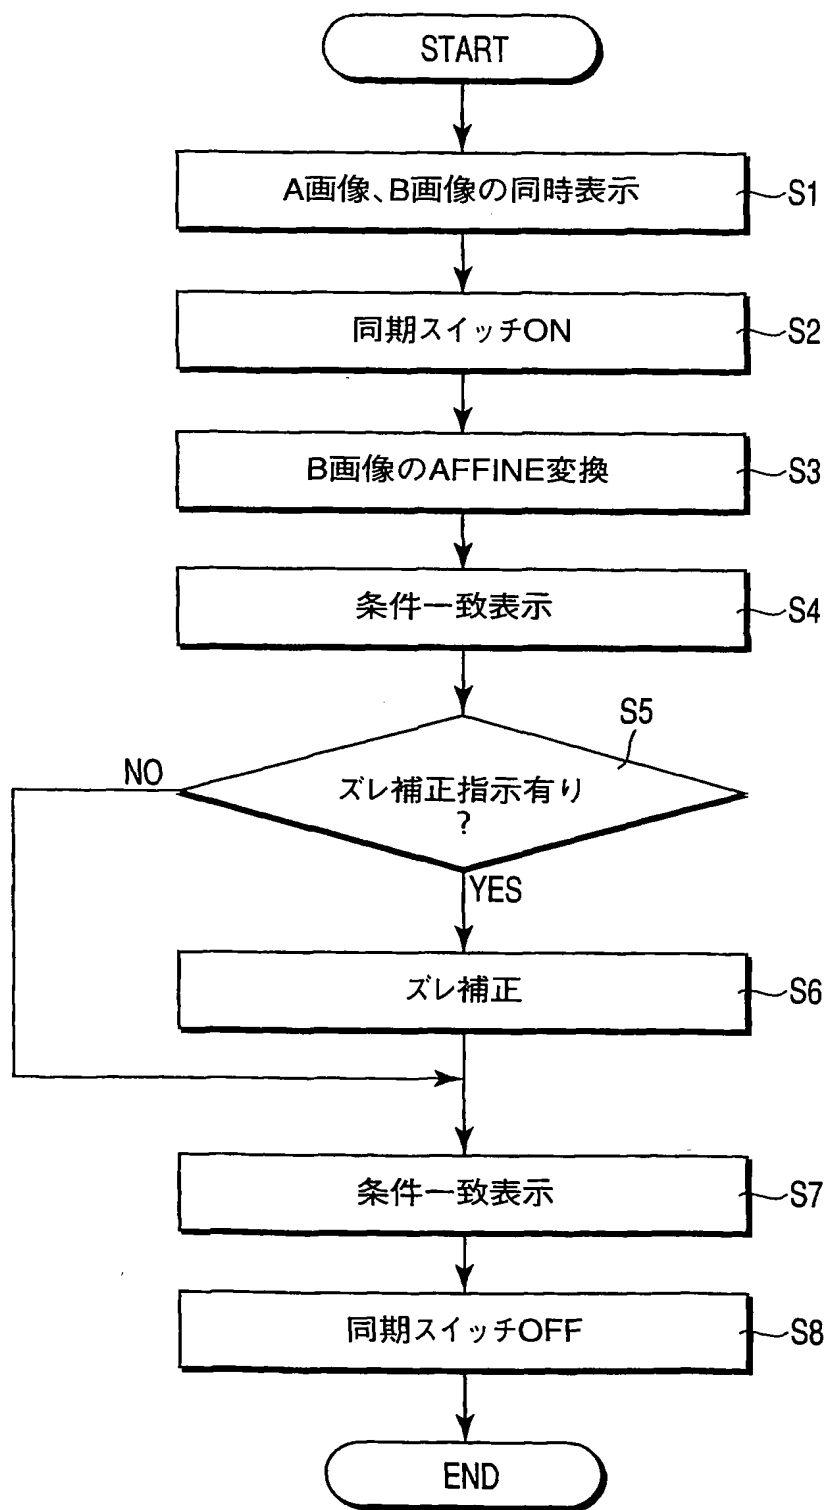 START
A画像、B画像の同時表示
S1
同期スイッチON
S2
B画像のAFFINE変換
S3
条件一致表示
S4
S5
NO
ズレ補正指示有り
?
YES
ズレ補正
S6
条件一致表示
S7
同期スイッチOFF
S8
END